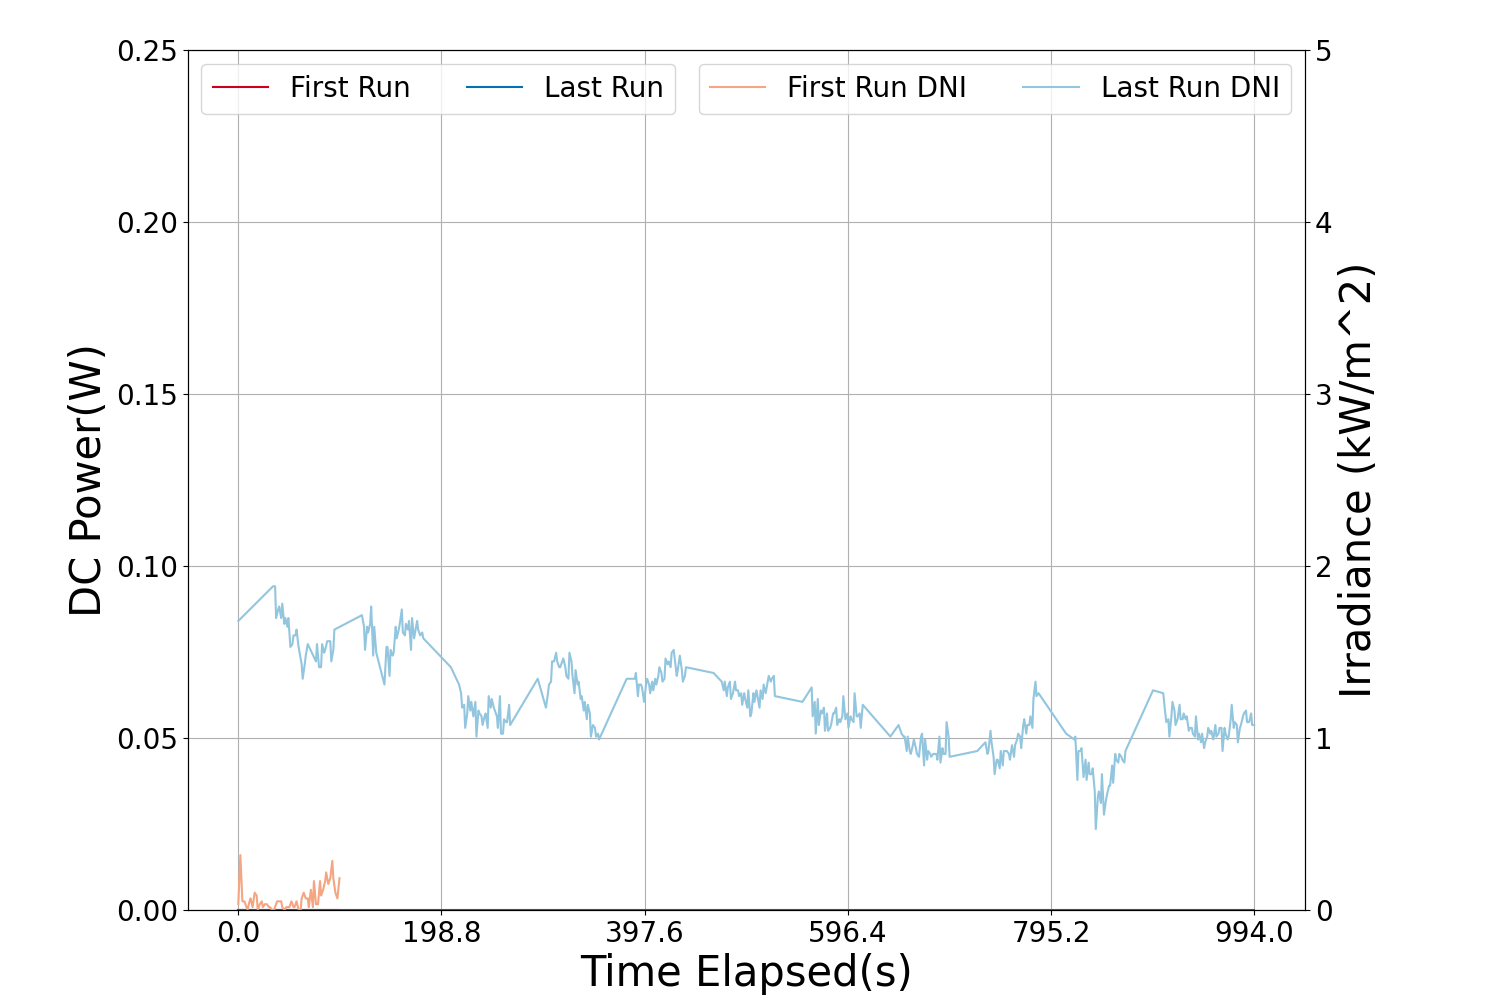 First Run
Last Run
First Run DNI
Last Run DNI
0.25
0.20
0.15
0.10
0.05
0.00
DC Power(W)
5
4
3
2
1
0
Irradiance (kW/m^2)
0.0 198.8 397.6 596.4 795.2 994.0
Time Elapsed(s)